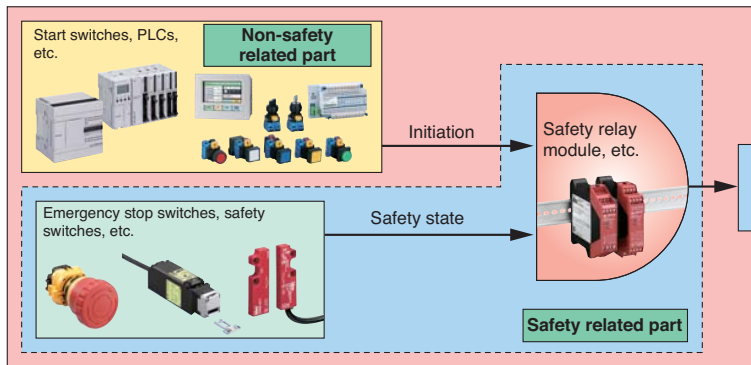 Start switches, PLCs,
etc.
Non-safety
related part
Initiation
Safety relay
module, etc.
Emergency stop switches, safety
switches, etc.
Safety state
Safety related part